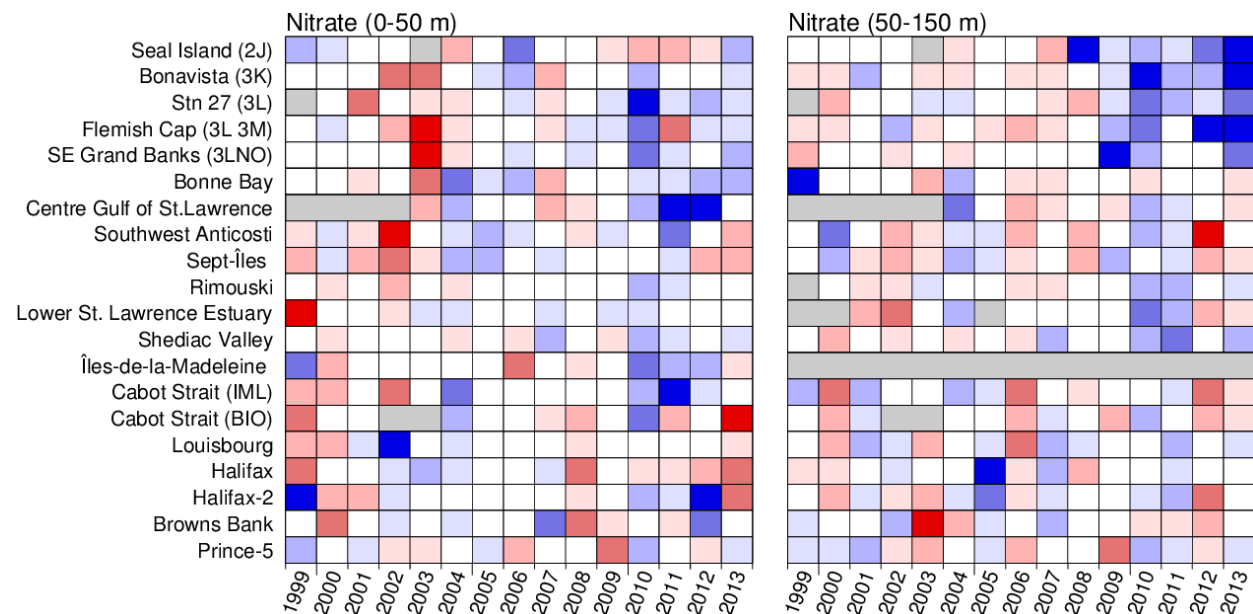 Nitrate (0-50 m)
Nitrate (50-150 m)
Seal Island (2J)
Bonavista (3K)
Stn 27 (3L)
Flemish Cap (3L 3M)
SE Grand Banks (3LNO)
Bonne Bay
Centre Gulf of St.Lawrence
Southwest Anticosti
Sept-Îles
Rimouski
Lower St. Lawrence Estuary
Shediac Valley
Îles-de-la-Madeleine
Cabot Strait (IML)
Cabot Strait (BIO)
Louisbourg
Halifax
Halifax-2
Browns Bank
Prince-5
1999 2000 2001 2002 2003 2004 2005 2006 2007 2008 2009 2010 2011 2012 2013
1999 2000 2001 2002 2003 2004 2005 2006 2007 2008 2009 2010 2011 2012 2013